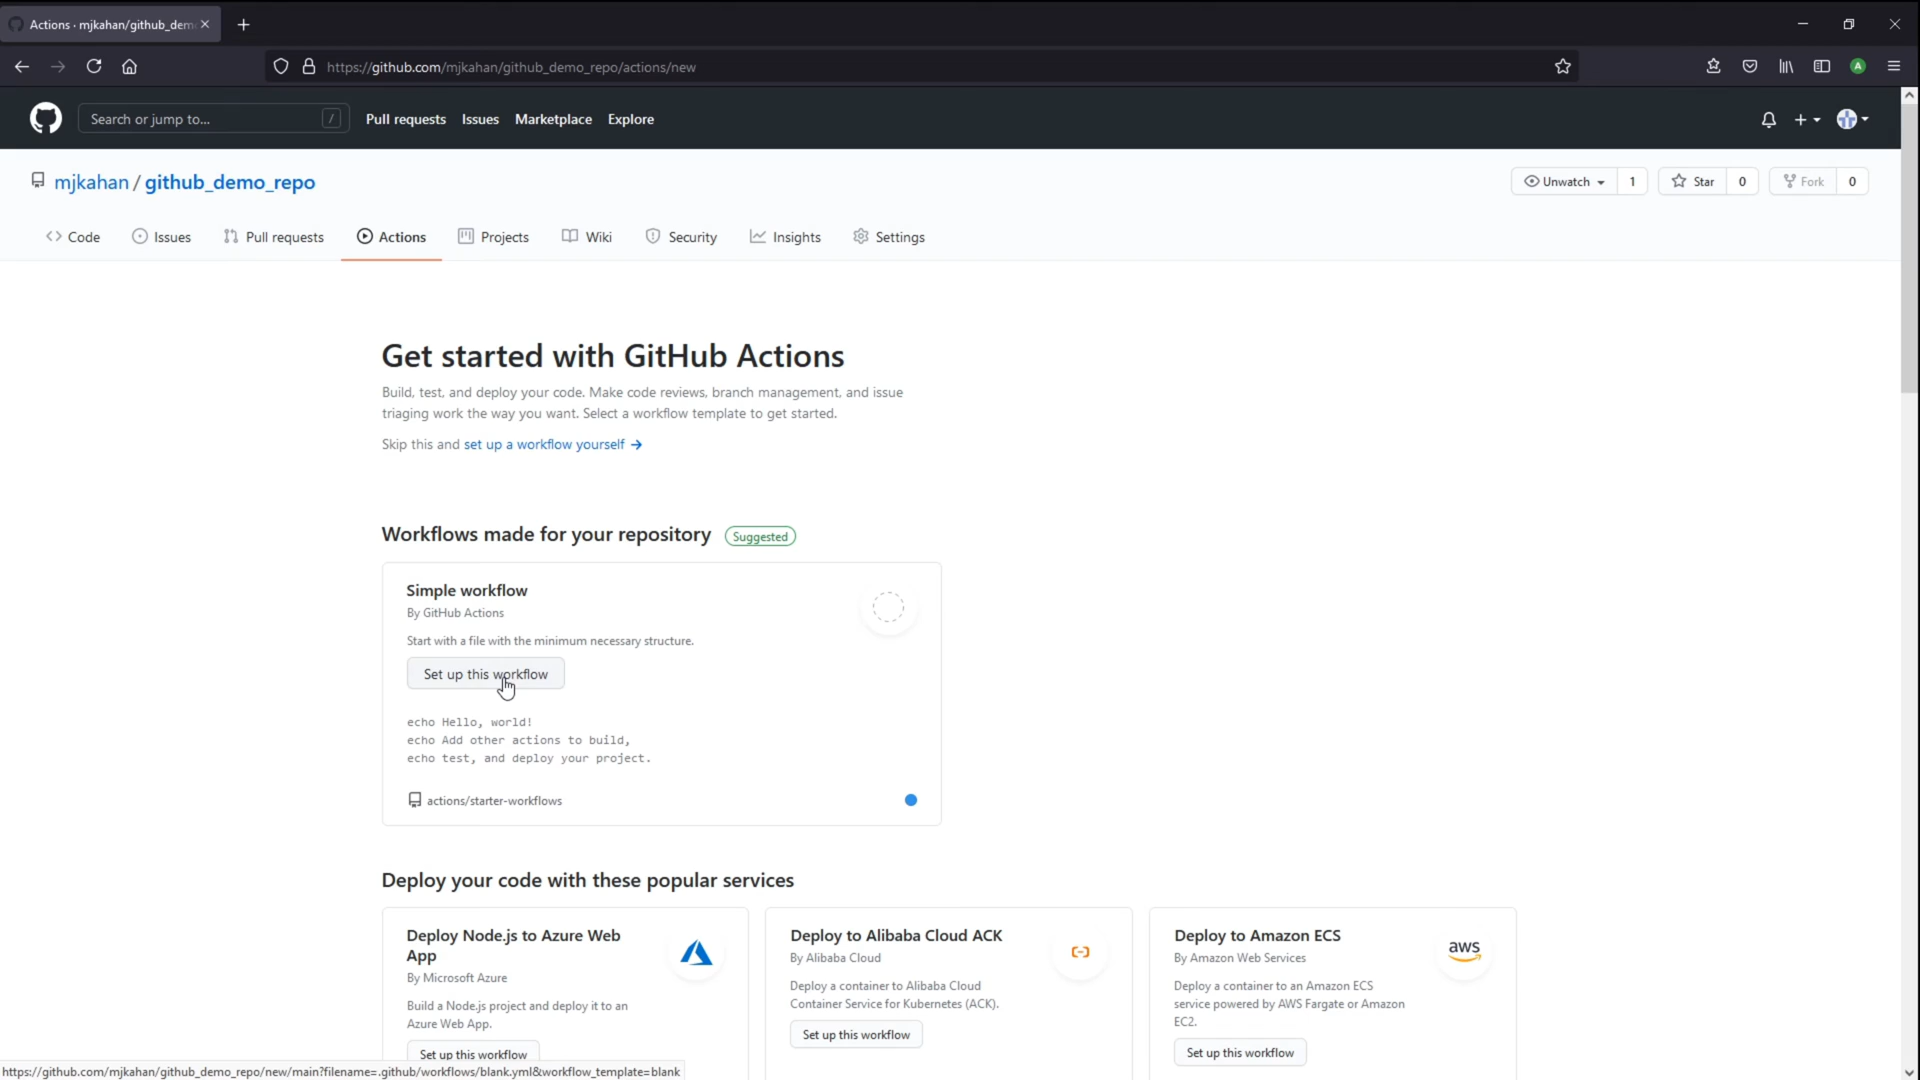 Actions · mjkahan/github_dem
https://github.com/mjkahan/github_demo_repo/actions/new
A
Search or jump to... /
Pull requests Issues Marketplace Explore
mjkahan / github_demo_repo
Unwatch 1 Star 0 Fork 0
Code Issues Pull requests Actions Projects Wiki Security Insights Settings
Get started with GitHub Actions
Build, test, and deploy your code. Make code reviews, branch management, and issue
triaging work the way you want. Select a workflow template to get started.
Skip this and set up a workflow yourself →
Workflows made for your repository Suggested
Simple workflow
By GitHub Actions
Start with a file with the minimum necessary structure.
Set up this workflow
echo Hello, world!
echo Add other actions to build,
echo test, and deploy your project.
actions/starter-workflows
Deploy your code with these popular services
Deploy Node.js to Azure Web
App
By Microsoft Azure
Build a Node.js project and deploy it to an
Azure Web App.
Set up this workflow
Deploy to Alibaba Cloud ACK
By Alibaba Cloud
Deploy a container to Alibaba Cloud
Container Service for Kubernetes (ACK).
Set up this workflow
Deploy to Amazon ECS
By Amazon Web Services
aws
Deploy a container to an Amazon ECS
service powered by AWS Fargate or Amazon
EC2.
Set up this workflow
https://github.com/mjkahan/github_demo_repo/new/main?filename=.github/workflows/blank.yml&workflow_template=blank